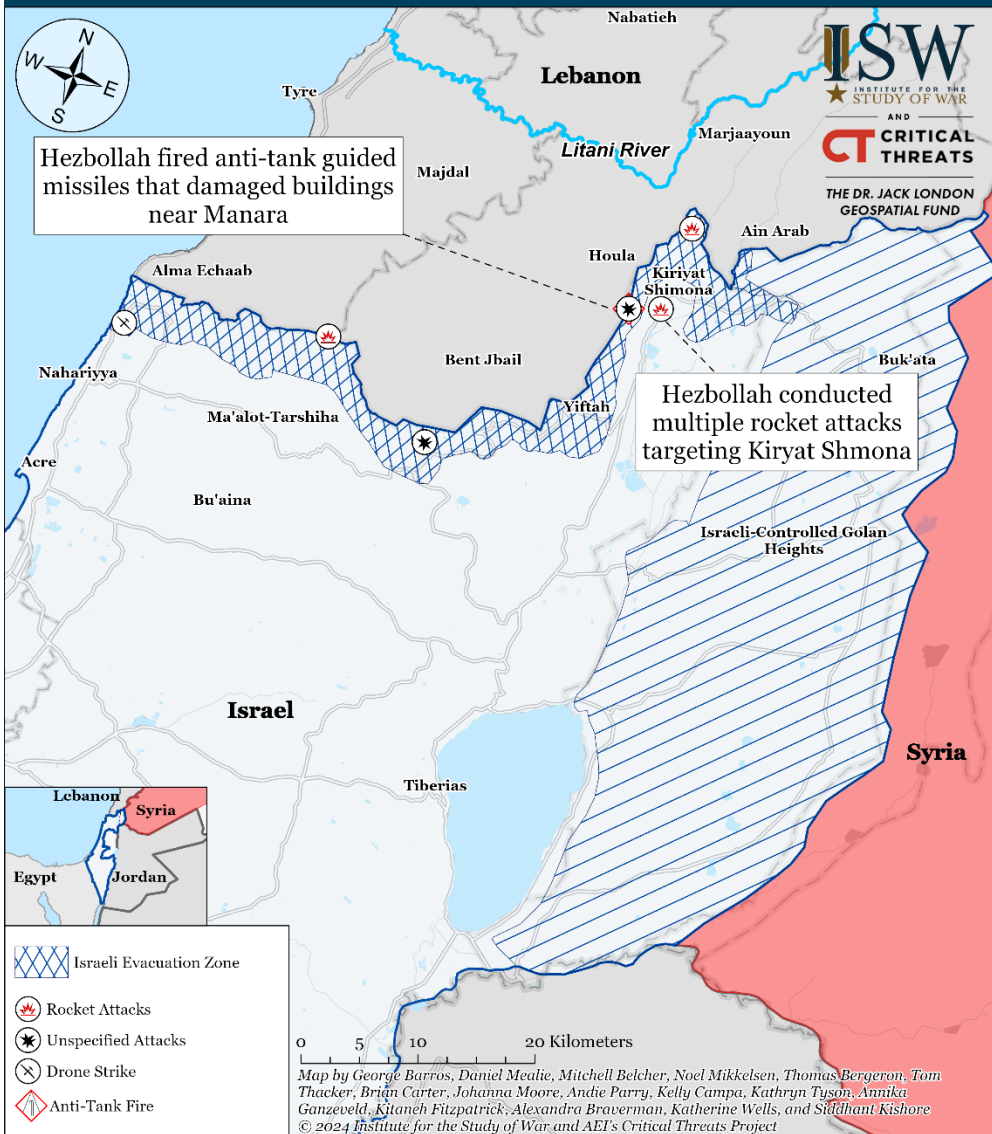 N
W
E
S
Nabatieh
Lebanon
Tyre
ISW
INSTITUTE FOR THE
STUDY OF WAR
AND
CT CRITICAL
THREATS
THE DR. JACK LONDON
GEOSPATIAL FUND
Marjaayoun
Litani River
Majdal
Hezbollah fired anti-tank guided
missiles that damaged buildings
near Manara
Ain Arab
Houla
Alma Echaab
Kiriyat
Shimona
Bent Jbail
Buk'ata
Nahariyya
Yiftah
Ma'alot-Tarshiha
Hezbollah conducted
multiple rocket attacks
targeting Kiryat Shmona
Acre
Bu'aina
Israeli-Controlled Golan
Heights
Israel
Syria
Tiberias
Lebanon
Syria
Egypt
Jordan
Israeli Evacuation Zone
Rocket Attacks
Unspecified Attacks
Drone Strike
Anti-Tank Fire
0 5 10 20 Kilometers
Map by George Barros, Daniel Mealie, Mitchell Belcher, Noel Mikkelsen, Thomas Bergeron, Tom
Thacker, Brian Carter, Johanna Moore, Andie Parry, Kelly Campa, Kathryn Tyson, Annika
Ganzeveld, Kitaneh Fitzpatrick, Alexandra Braverman, Katherine Wells, and Siddhant Kishore
© 2024 Institute for the Study of War and AEI's Critical Threats Project